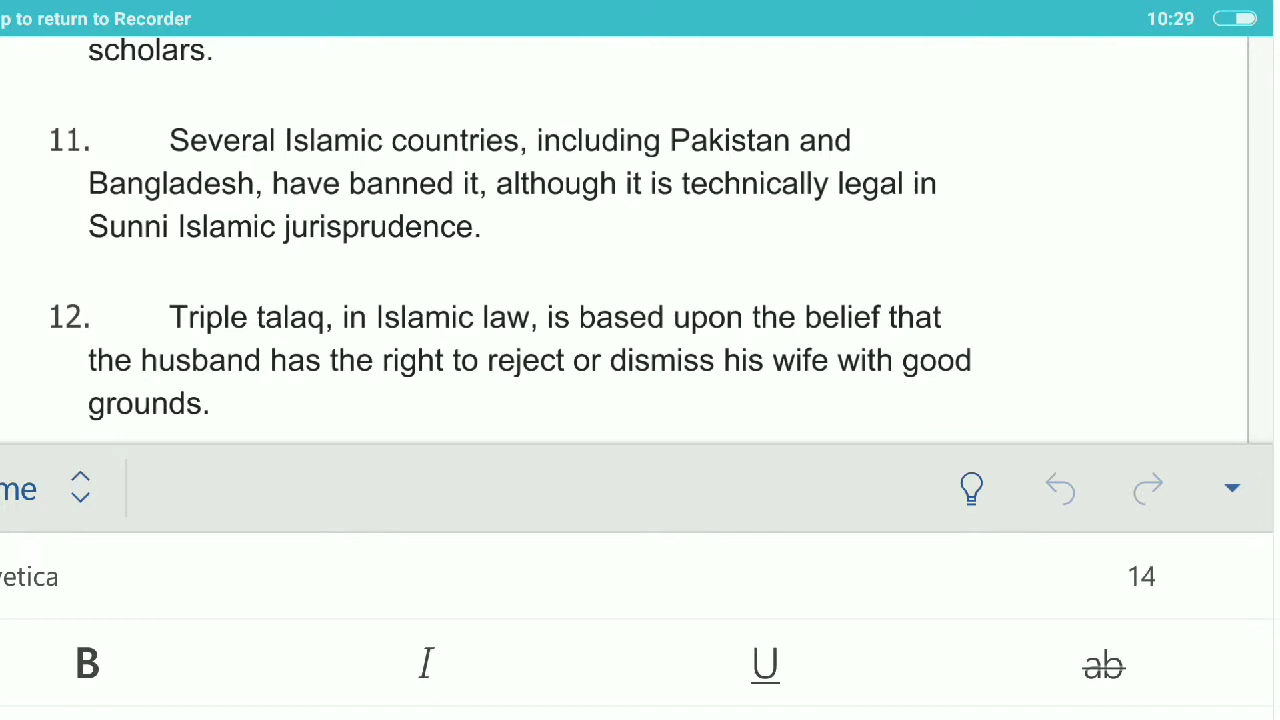 p to return to Recorder
10:29
scholars.
11. Several Islamic countries, including Pakistan and
Bangladesh, have banned it, although it is technically legal in
Sunni Islamic jurisprudence.
12. Triple talaq, in Islamic law, is based upon the belief that
the husband has the right to reject or dismiss his wife with good
grounds.
me
etica
14
B I U ab